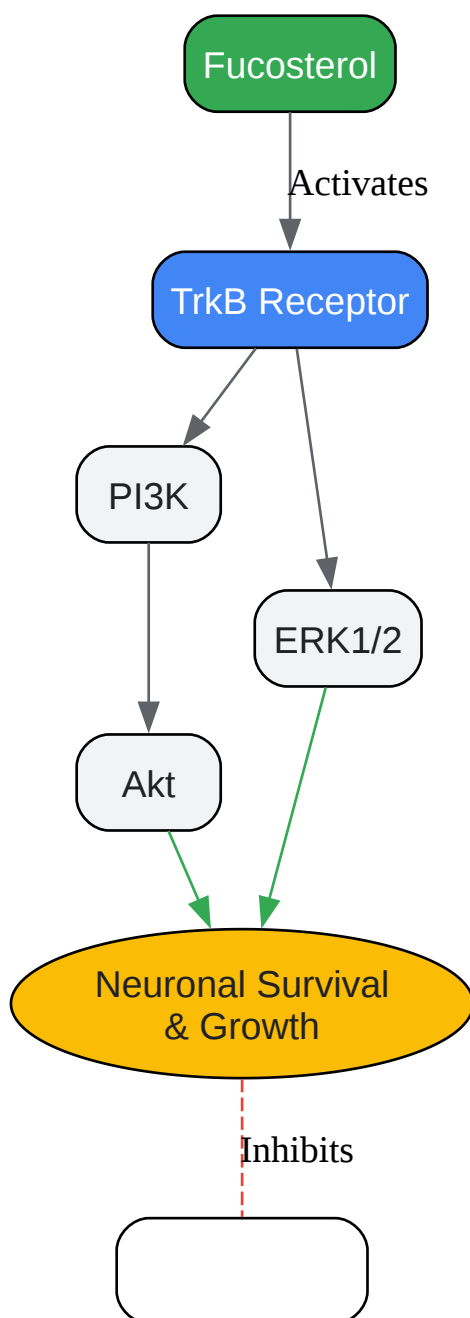 Fucosterol
Activates
TrkB Receptor
PI3K
ERK1/2
Akt
Neuronal Survival
& Growth
Inhibits